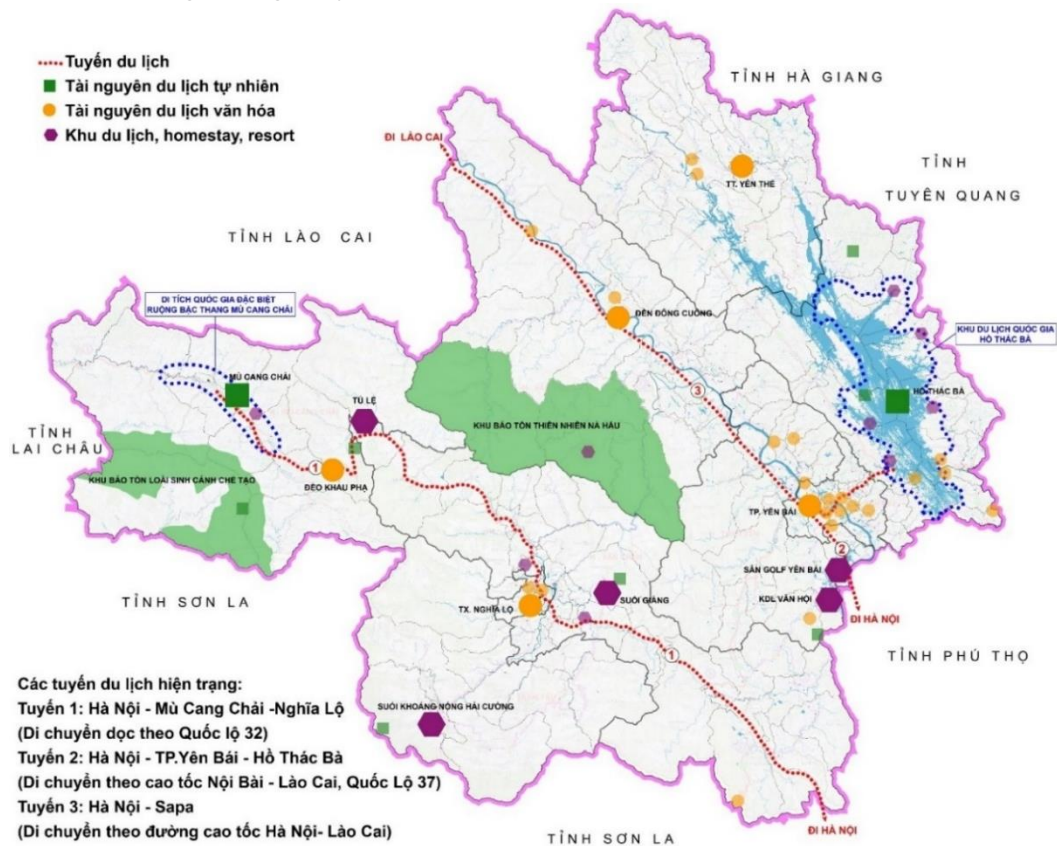 Tuyến du lịch
Tài nguyên du lịch tự nhiên
Tài nguyên du lịch văn hóa
Khu du lịch, homestay, resort
TỈNH HÀ GIANG
ĐI LÀO CAI
TỈNH
TUYÊN QUANG
TT. YÊN THẾ
TỈNH LÀO CAI
DI TÍCH QUỐC GIA ĐẶC BIỆT
RUỘNG BẬC THANG MÙ CANG CHẢI
ĐỀN ĐÔNG CUÔNG
KHU DU LỊCH QUỐC GIA
HỒ THÁC BÀ
MÙ CANG CHẢI
TÚ LỆ
3
HỒ THÁC BÀ
TỈNH
LAI CHÂU
KHU BẢO TỒN THIÊN NHIÊN NÀ HẨU
1
ĐÈO KHAU PHẠ
KHU BẢO TỒN LOÀI SINH CẢNH CHẾ TẠO
TP. YÊN BÁI
2
SÂN GOLF YÊN BÁI
TỈNH SƠN LA
SUỐI GIÀNG
KDL VÂN HỘI
TX. NGHĨA LỘ
ĐI HÀ NỘI
1
TỈNH PHÚ THỌ
SUỐI KHOÁNG NÓNG HẢI CƯỜNG
Các tuyến du lịch hiện trạng:
Tuyến 1: Hà Nội - Mù Cang Chải -Nghĩa Lộ
(Di chuyển dọc theo Quốc lộ 32)
Tuyến 2: Hà Nội - TP.Yên Bái - Hồ Thác Bà
(Di chuyển theo cao tốc Nội Bài - Lào Cai, Quốc Lộ 37)
Tuyến 3: Hà Nội - Sapa
(Di chuyển theo đường cao tốc Hà Nội- Lào Cai)
ĐI HÀ NỘI
TỈNH SƠN LA